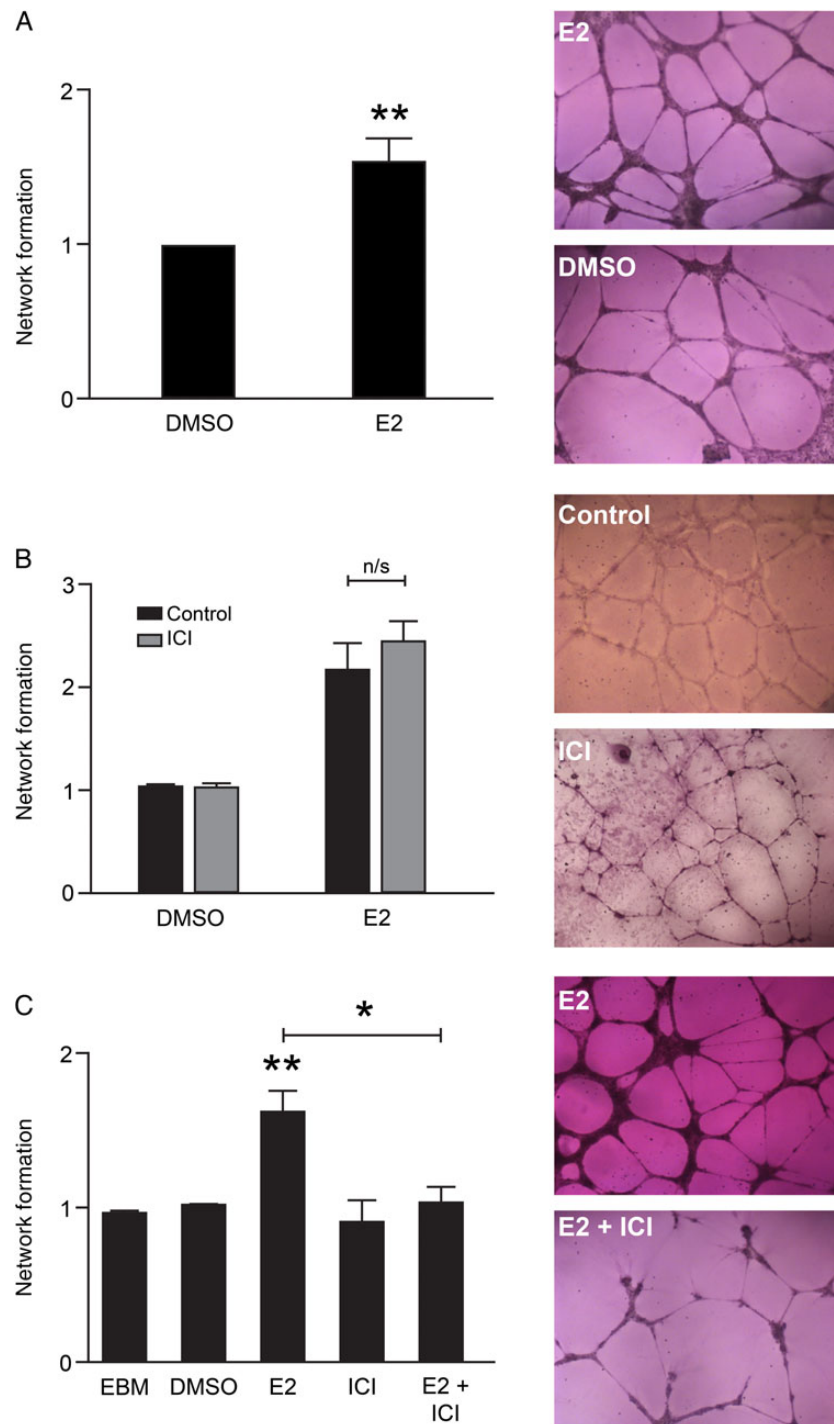 A
Network formation
2
1
0
**
DMSO
E2
E2
DMSO
B
Network formation
3
2
1
0
Control
ICI
n/s
DMSO
E2
Control
ICI
C
Network formation
2
1
0
**
*
EBM
DMSO
E2
ICI
E2 +
ICI
E2
E2 + ICI